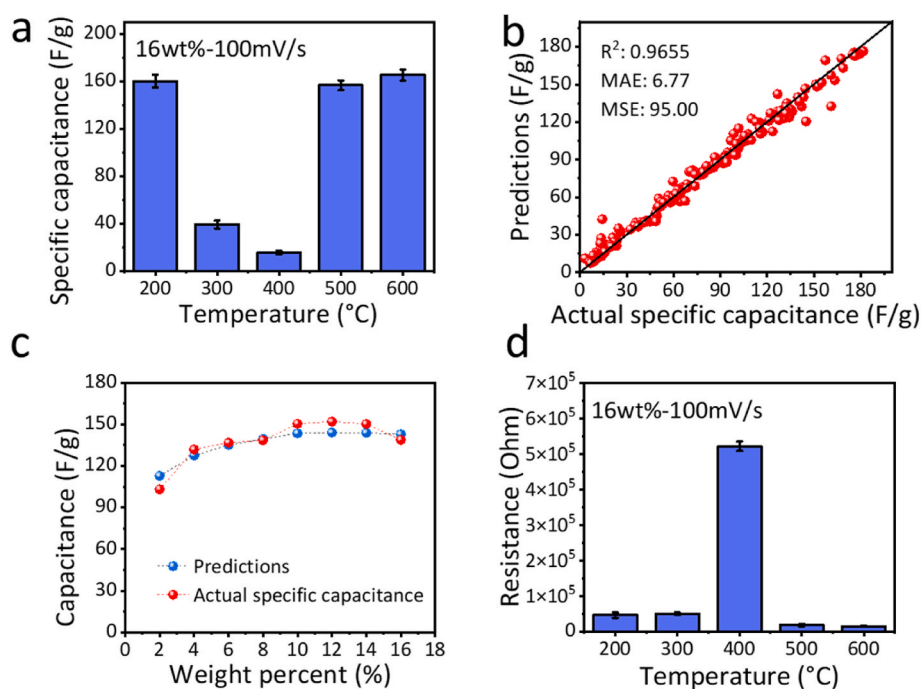 a
Specific capacitance (F/g)
200
160
120
80
40
0
16wt%-100mV/s
200 300 400 500 600
Temperature (°C)
b
Predictions (F/g)
180
150
120
90
60
30
0
R²: 0.9655
MAE: 6.77
MSE: 95.00
0 30 60 90 120 150 180
Actual specific capacitance (F/g)
c
Capacitance (F/g)
180
150
120
90
60
30
0
Predictions
Actual specific capacitance
0 2 4 6 8 10 12 14 16 18
Weight percent (%)
d
Resistance (Ohm)
7×10⁵
6×10⁵
5×10⁵
4×10⁵
3×10⁵
2×10⁵
1×10⁵
0
16wt%-100mV/s
200 300 400 500 600
Temperature (°C)